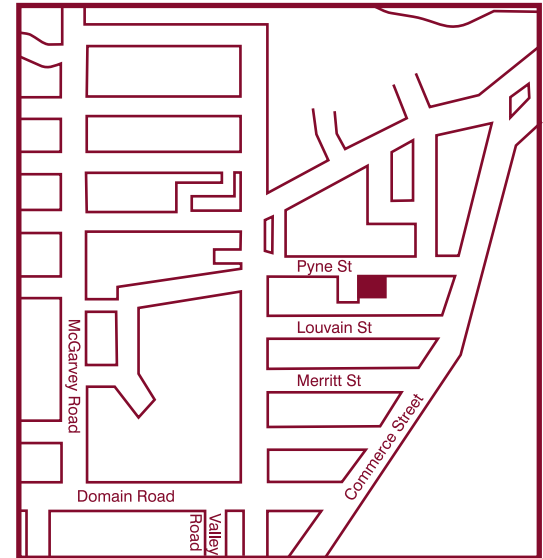 Pyne St
Louvain St
McGarvey Road
Merritt St
Commerce Street
Domain Road
Valley
Road